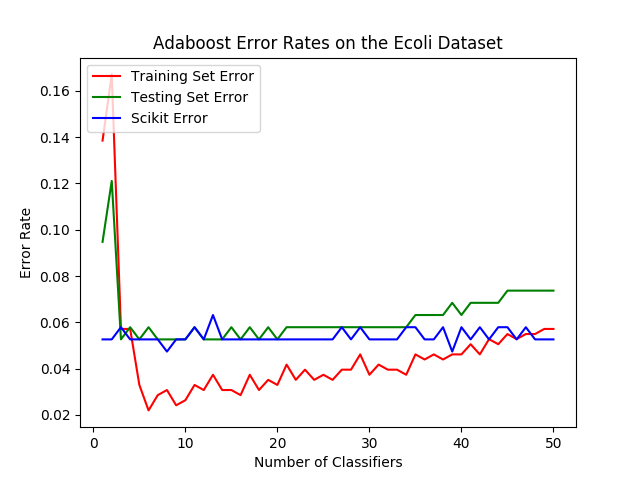 Adaboost Error Rates on the Ecoli Dataset
Training Set Error
Testing Set Error
Scikit Error
0.16
0.14
0.12
0.10
0.08
0.06
0.04
0.02
Error Rate
0 10 20 30 40 50
Number of Classifiers